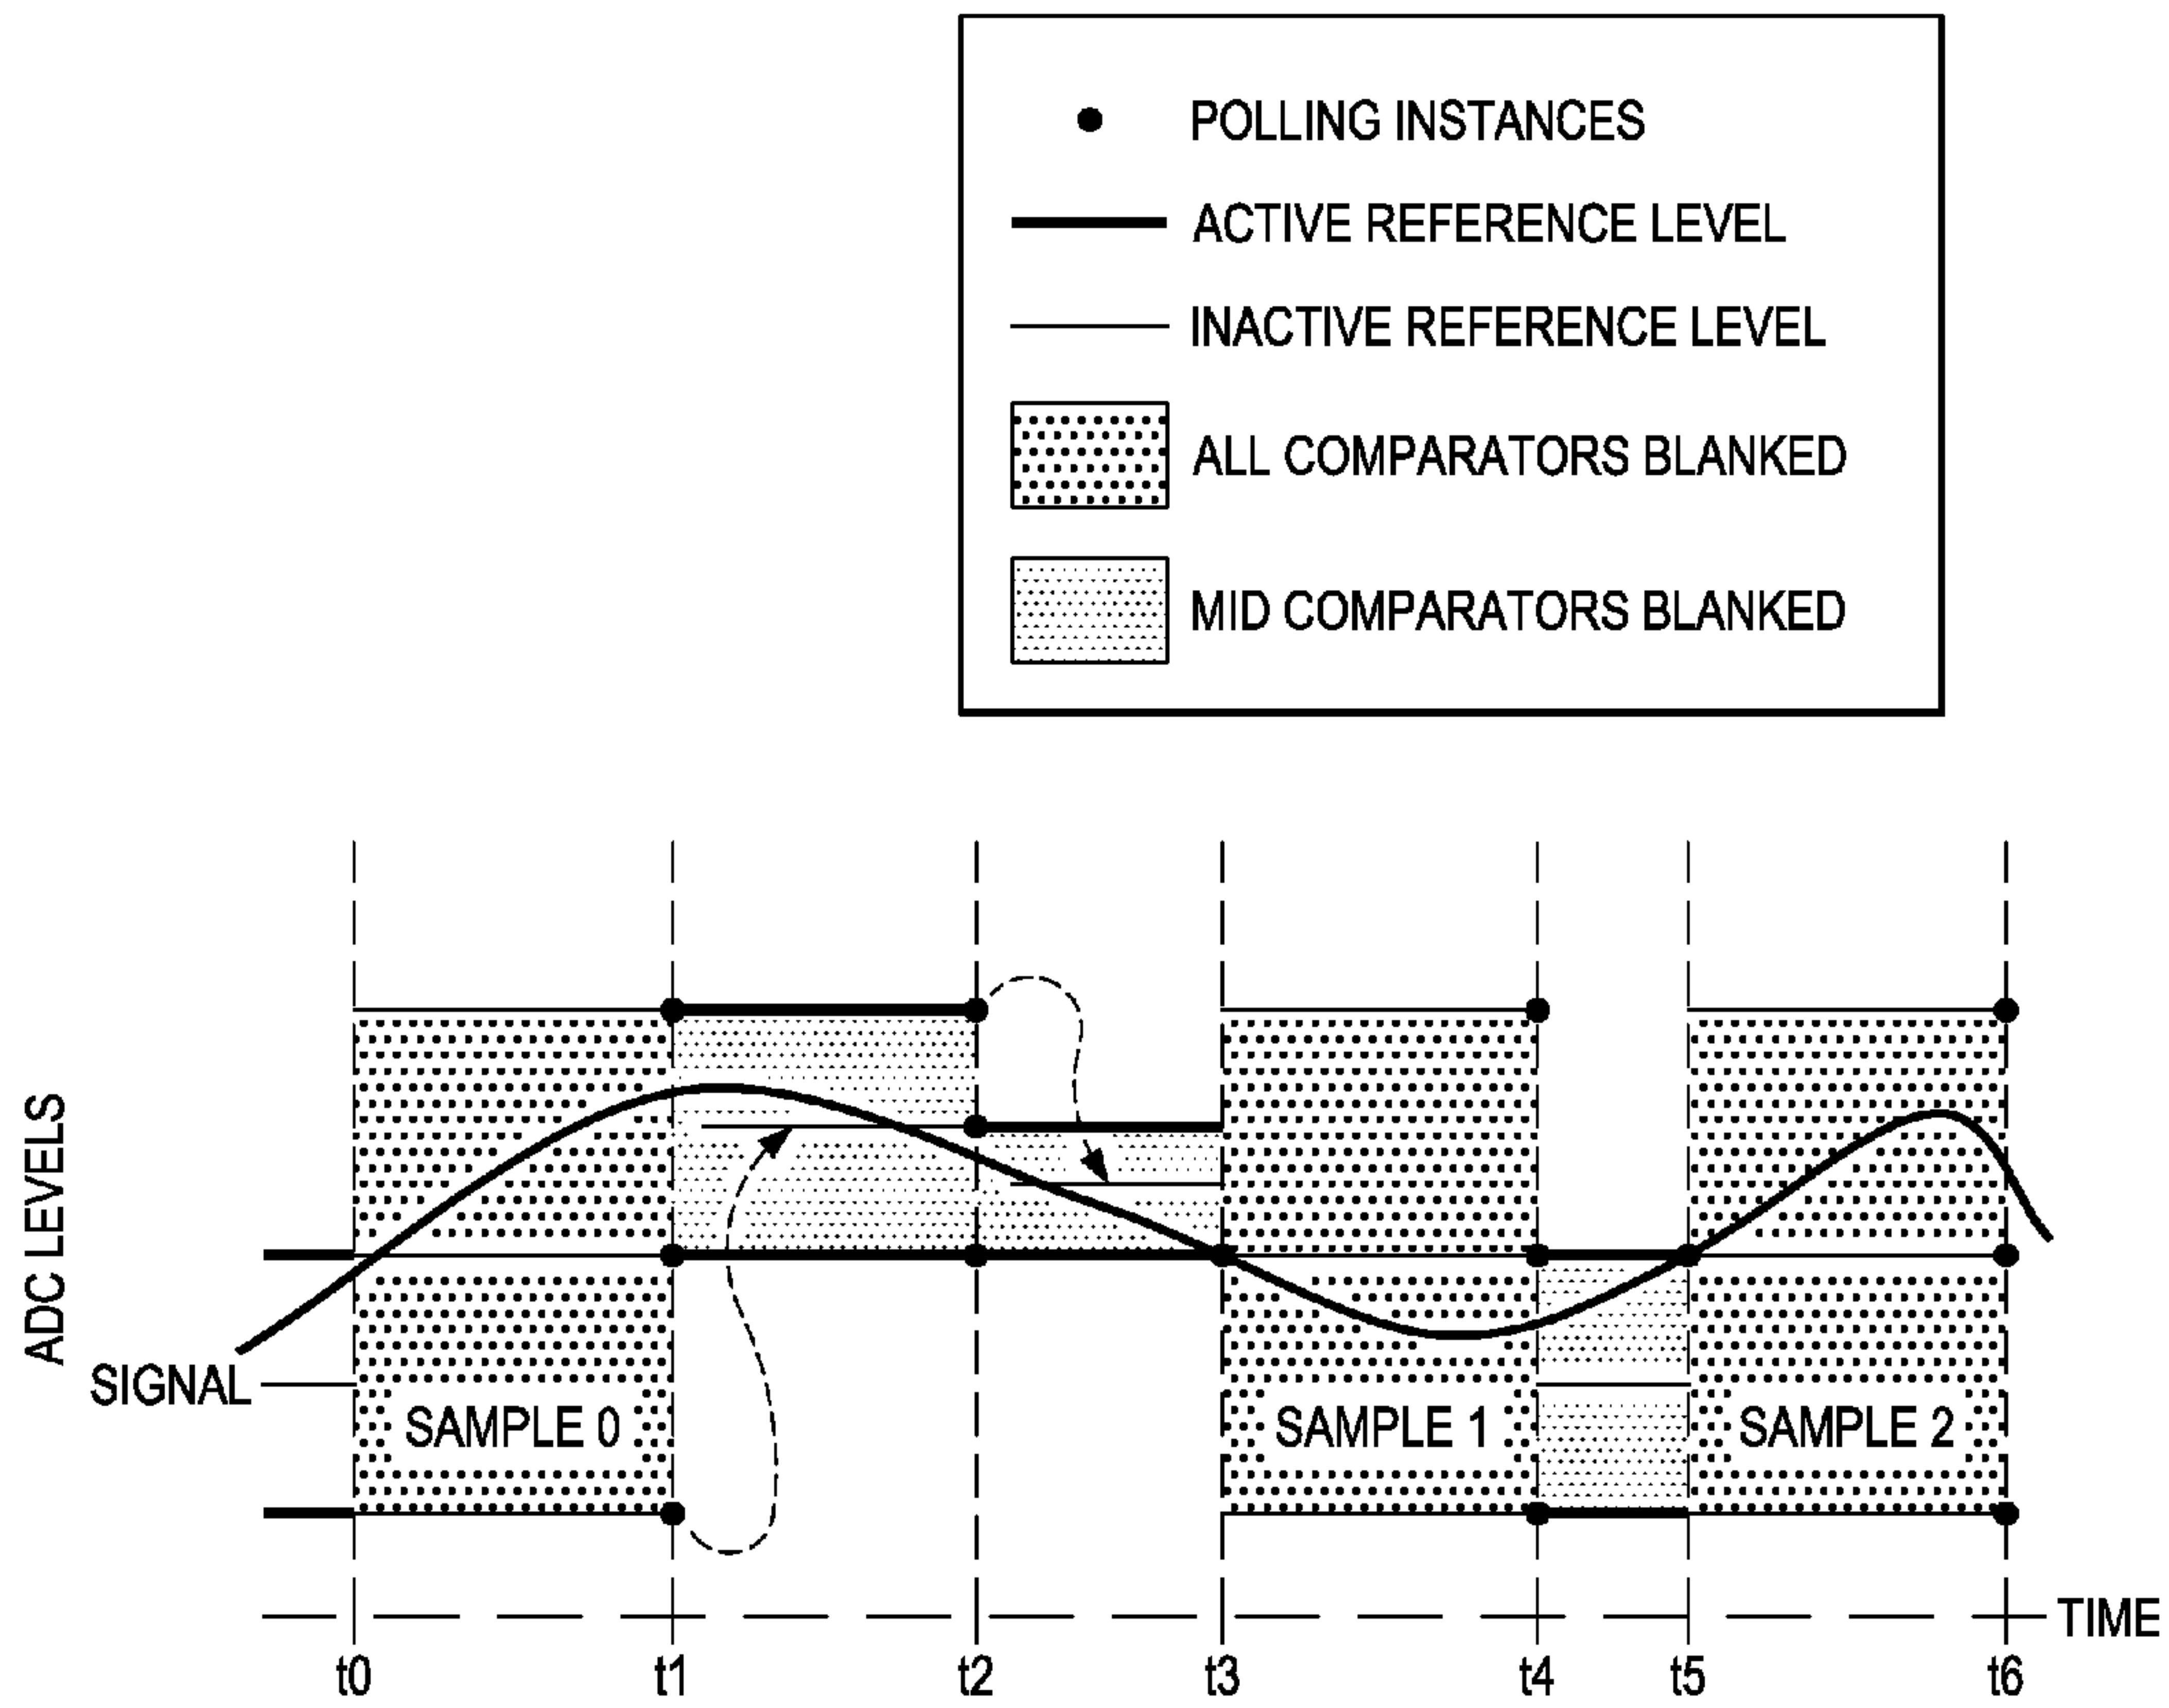 POLLING INSTANCES
ACTIVE REFERENCE LEVEL
INACTIVE REFERENCE LEVEL
ALL COMPARATORS BLANKED
MID COMPARATORS BLANKED
ADC LEVELS
SIGNAL
SAMPLE 0
SAMPLE 1
SAMPLE 2
TIME
t0 t1 t2 t3 t4 t5 t6